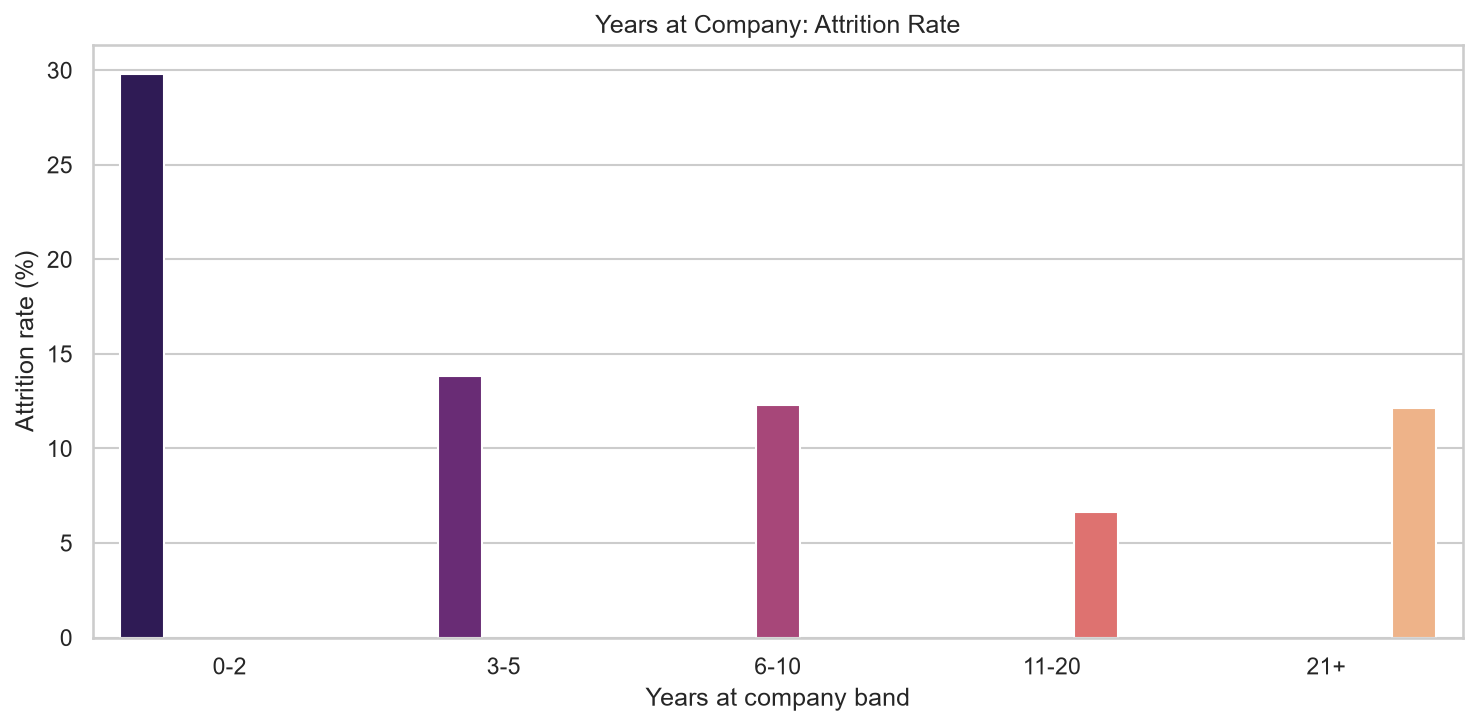 Years at Company: Attrition Rate
Attrition rate (%)
30
25
20
15
10
5
0
0-2 3-5 6-10 11-20 21+
Years at company band